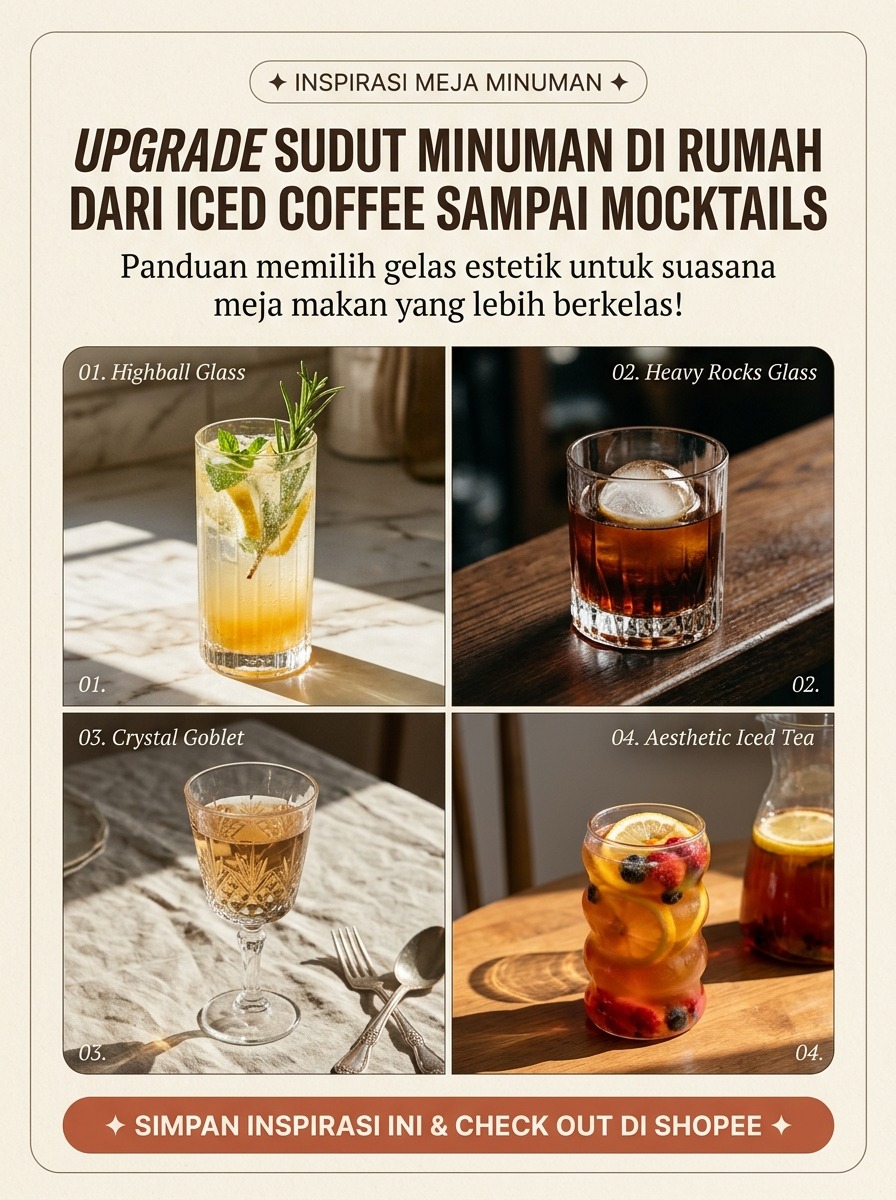 ✦ INSPIRASI MEJA MINUMAN ✦
UPGRADE SUDUT MINUMAN DI RUMAH
DARI ICED COFFEE SAMPAI MOCKTAILS
Panduan memilih gelas estetik untuk suasana
meja makan yang lebih berkelas!
01. Highball Glass
02. Heavy Rocks Glass
01.
02.
03. Crystal Goblet
04. Aesthetic Iced Tea
03.
04.
✦ SIMPAN INSPIRASI INI & CHECK OUT DI SHOPEE ✦